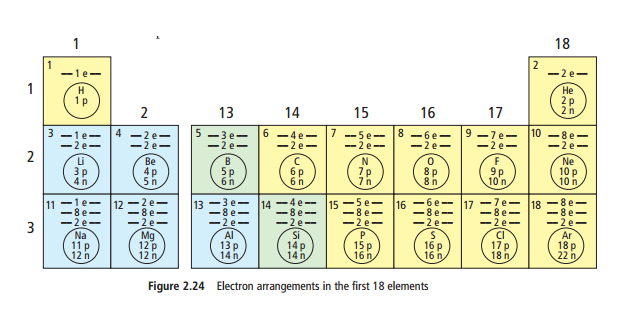 1
18
1
1
1 e
H
1 p
2
2 e
He
2 p
2 n
2
13
14
15
16
17
2
3
1 e
2 e
Li
3 p
4 n
4
2 e
2 e
Be
4 p
5 n
5
3 e
2 e
B
5 p
6 n
6
4 e
2 e
C
6 p
6 n
7
5 e
2 e
N
7 p
7 n
8
6 e
2 e
O
8 p
8 n
9
7 e
2 e
F
9 p
10 n
10
8 e
2 e
Ne
10 p
10 n
3
11
1 e
8 e
2 e
Na
11 p
12 n
12
2 e
8 e
2 e
Mg
12 p
12 n
13
3 e
8 e
2 e
Al
13 p
14 n
14
4 e
8 e
2 e
Si
14 p
14 n
15
5 e
8 e
2 e
P
15 p
16 n
16
6 e
8 e
2 e
S
16 p
16 n
17
7 e
8 e
2 e
Cl
17 p
18 n
18
8 e
8 e
2 e
Ar
18 p
22 n
Figure 2.24 Electron arrangements in the first 18 elements